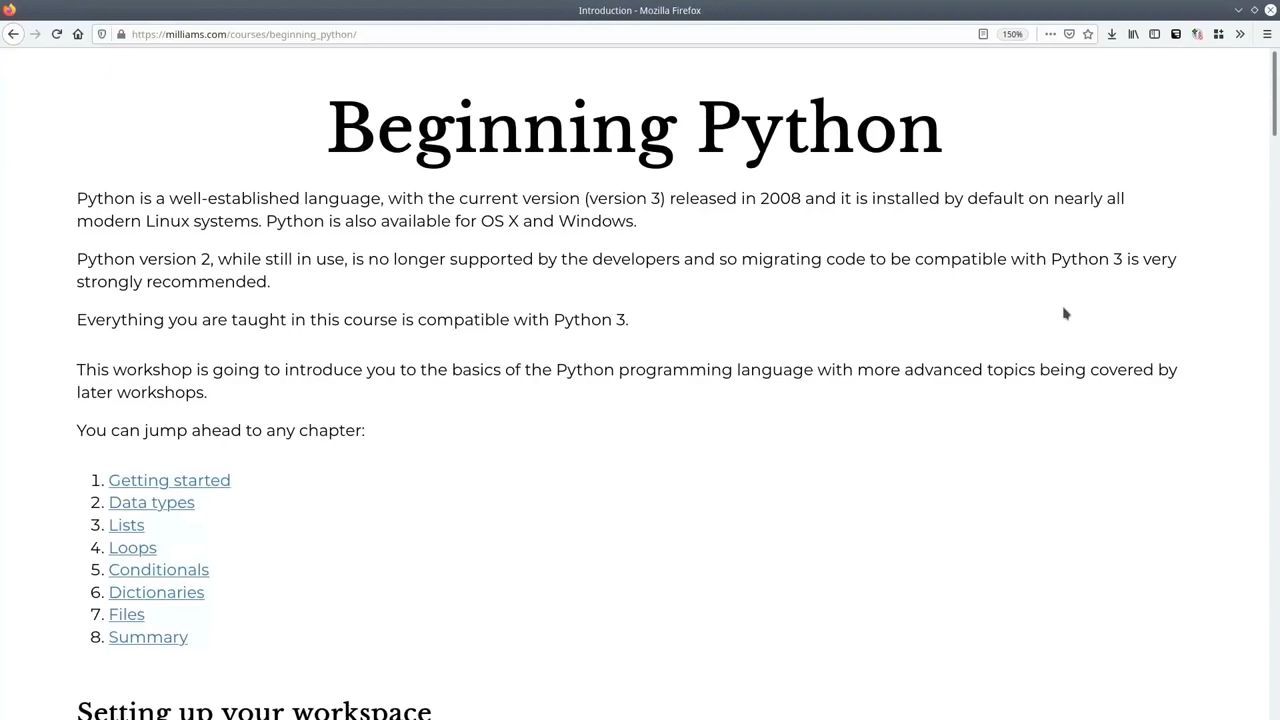 Introduction - Mozilla Firefox
https://milliams.com/courses/beginning_python/
150%
Beginning Python
Python is a well-established language, with the current version (version 3) released in 2008 and it is installed by default on nearly all
modern Linux systems. Python is also available for OS X and Windows.
Python version 2, while still in use, is no longer supported by the developers and so migrating code to be compatible with Python 3 is very
strongly recommended.
Everything you are taught in this course is compatible with Python 3.
This workshop is going to introduce you to the basics of the Python programming language with more advanced topics being covered by
later workshops.
You can jump ahead to any chapter:
1. Getting started
2. Data types
3. Lists
4. Loops
5. Conditionals
6. Dictionaries
7. Files
8. Summary
Setting up your workspace